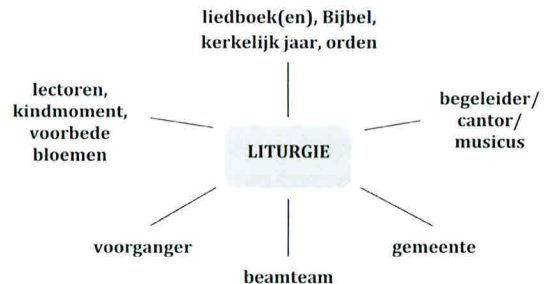 liedboek(en), Bijbel,
kerkelijk jaar, orden
lectoren,
kindmoment,
voorbede
bloemen
begeleider/
cantor/
musicus
LITURGIE
voorganger
gemeente
beamteam